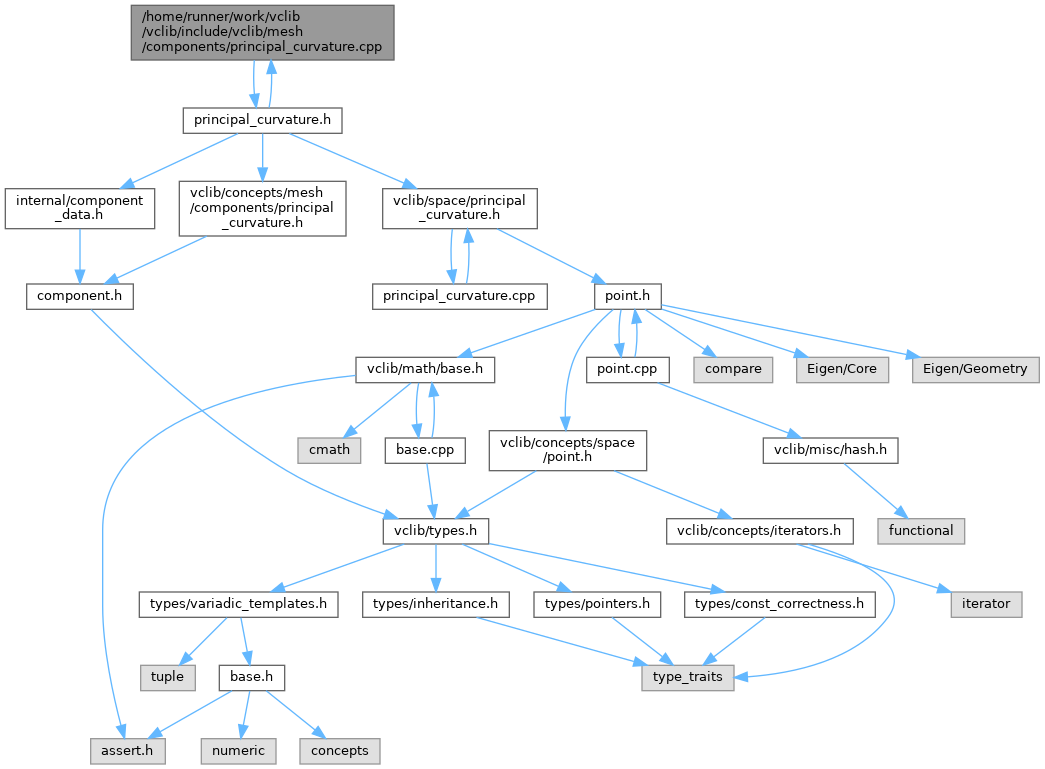 /home/runner/work/vclib
/vclib/include/vclib/mesh
/components/principal_curvature.cpp
principal_curvature.h
internal/component
_data.h
vclib/concepts/mesh
/components/principal
_curvature.h
vclib/space/principal
_curvature.h
component.h
principal_curvature.cpp
point.h
vclib/math/base.h
point.cpp
compare
Eigen/Core
Eigen/Geometry
cmath
base.cpp
vclib/concepts/space
/point.h
vclib/misc/hash.h
vclib/types.h
vclib/concepts/iterators.h
functional
types/variadic_templates.h
types/inheritance.h
types/pointers.h
types/const_correctness.h
iterator
tuple
base.h
type_traits
assert.h
numeric
concepts